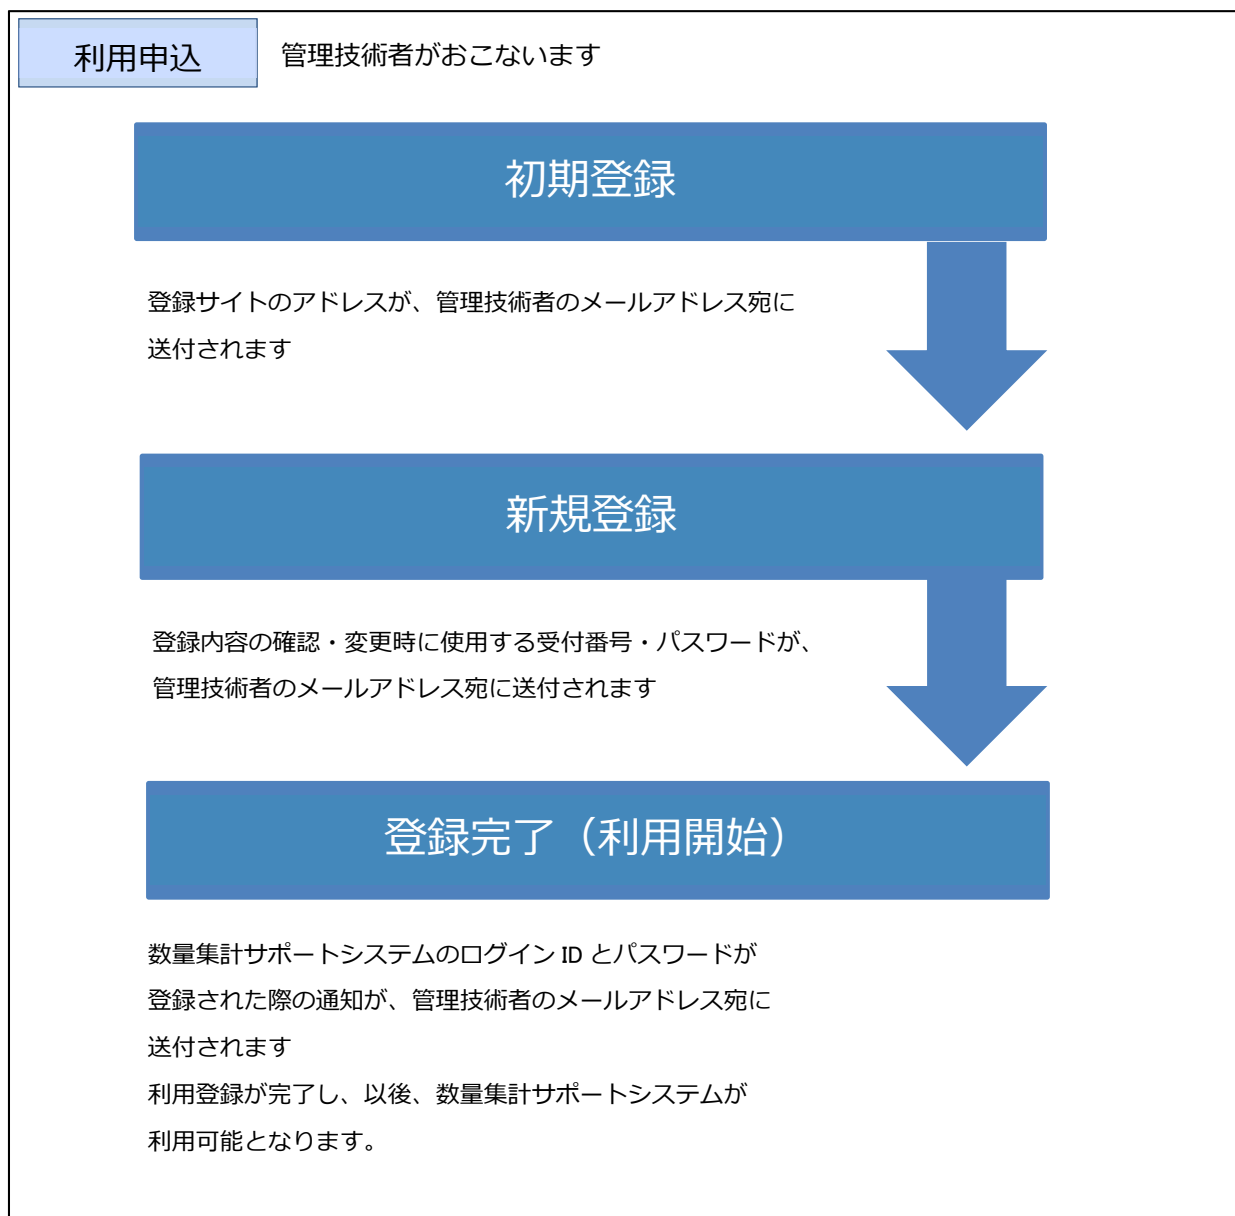 利用申込
管理技術者がおこないます
初期登録
登録サイトのアドレスが、管理技術者のメールアドレス宛に
送付されます
新規登録
登録内容の確認・変更時に使用する受付番号・パスワードが、
管理技術者のメールアドレス宛に送付されます
登録完了（利用開始）
数量集計サポートシステムのログイン ID とパスワードが
登録された際の通知が、管理技術者のメールアドレス宛に
送付されます
利用登録が完了し、以後、数量集計サポートシステムが
利用可能となります。